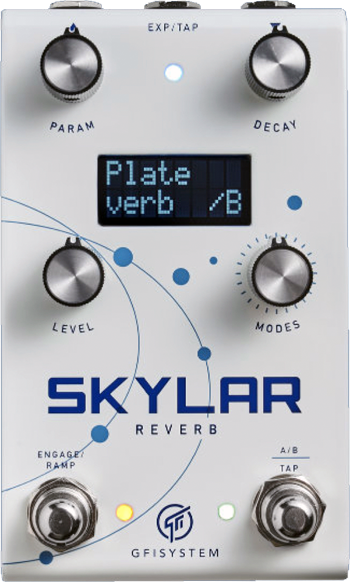 EXP/TAP
PARAM
DECAY
Plate
verb /B
LEVEL
MODES
SKYLAR
REVERB
ENGAGE/
RAMP
A/B
TAP
GFISYSTEM